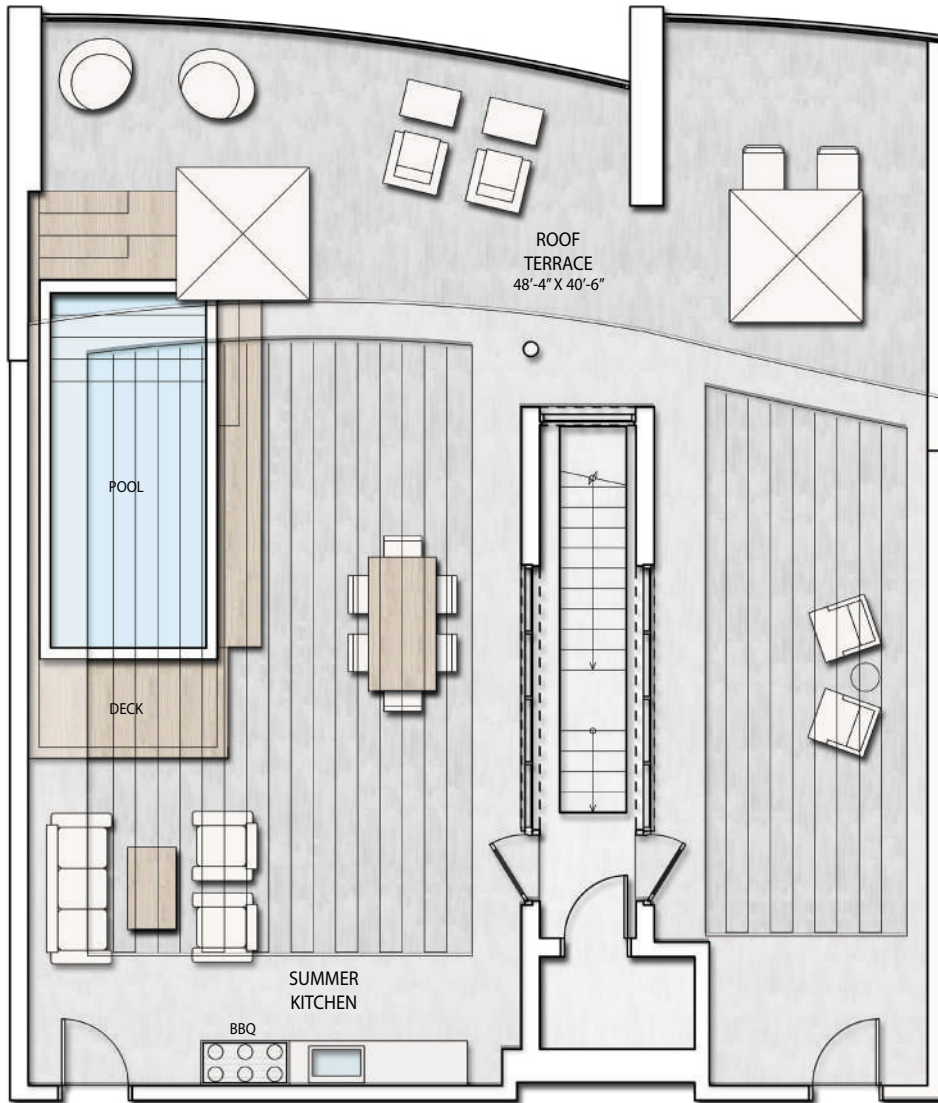 ROOF
TERRACE
48'-4” X 40'-6”
POOL
DECK
SUMMER
KITCHEN
BBQ